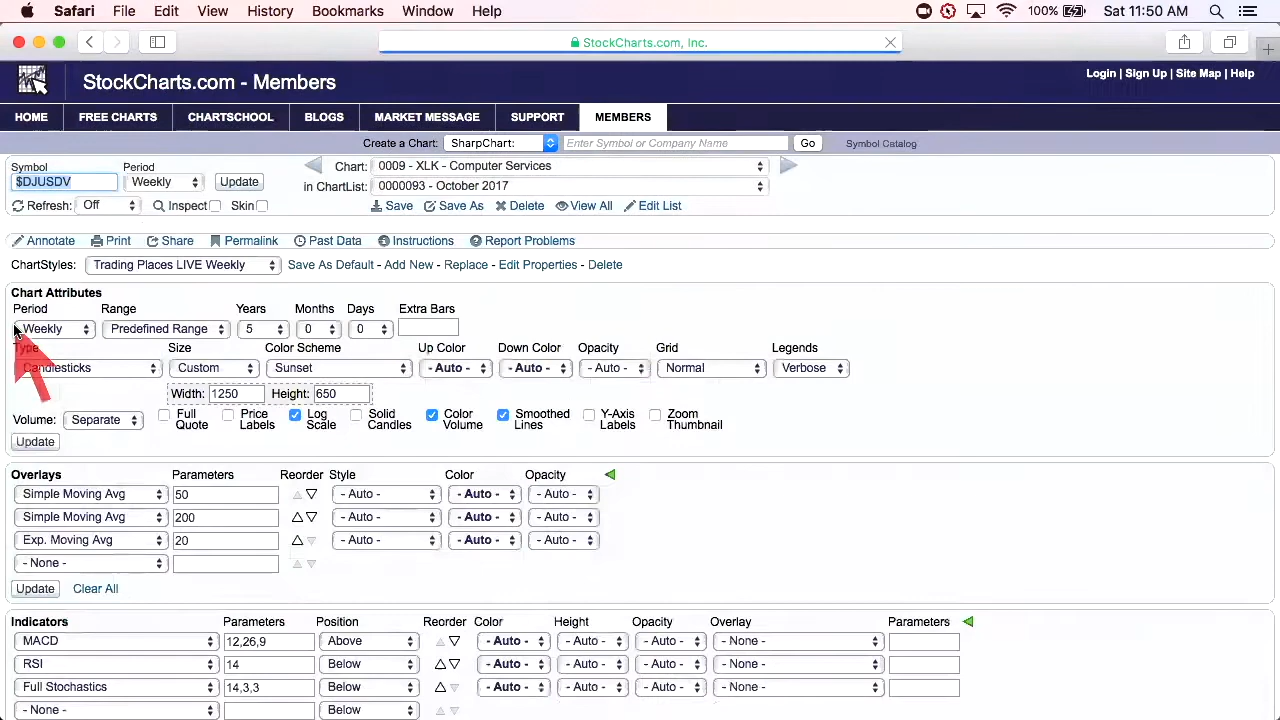 Safari File Edit View History Bookmarks Window Help 100% Sat 11:50 AM
StockCharts.com, Inc.
StockCharts.com - Members
Login | Sign Up | Site Map | Help
HOME FREE CHARTS CHARTSCHOOL BLOGS MARKET MESSAGE SUPPORT MEMBERS
Create a Chart: SharpChart: Enter Symbol or Company Name Go Symbol Catalog
Symbol Period Chart: 0009 - XLK - Computer Services
$DJUSDV Weekly Update in ChartList: 0000093 - October 2017
Refresh: Off Inspect Skin Save Save As Delete View All Edit List
Annotate Print Share Permalink Past Data Instructions Report Problems
ChartStyles: Trading Places LIVE Weekly Save As Default - Add New - Replace - Edit Properties - Delete
Chart Attributes
Period Range Years Months Days Extra Bars
Weekly Predefined Range 5 0 0
Type Size Color Scheme Up Color Down Color Opacity Grid Legends
Candlesticks Custom Sunset - Auto - - Auto - - Auto - Normal Verbose
Width: 1250 Height: 650
Volume: Separate Full Quote Price Labels Log Scale Solid Candles Color Volume Smoothed Lines Y-Axis Labels Zoom Thumbnail
Update
Overlays Parameters Reorder Style Color Opacity
Simple Moving Avg 50 - Auto - - Auto - - Auto -
Simple Moving Avg 200 - Auto - - Auto - - Auto -
Exp. Moving Avg 20 - Auto - - Auto - - Auto -
- None -
Update Clear All
Indicators Parameters Position Reorder Color Height Opacity Overlay Parameters
MACD 12,26,9 Above - Auto - - Auto - - Auto - - None -
RSI 14 Below - Auto - - Auto - - Auto - - None -
Full Stochastics 14,3,3 Below - Auto - - Auto - - Auto - - None -
- None - Below